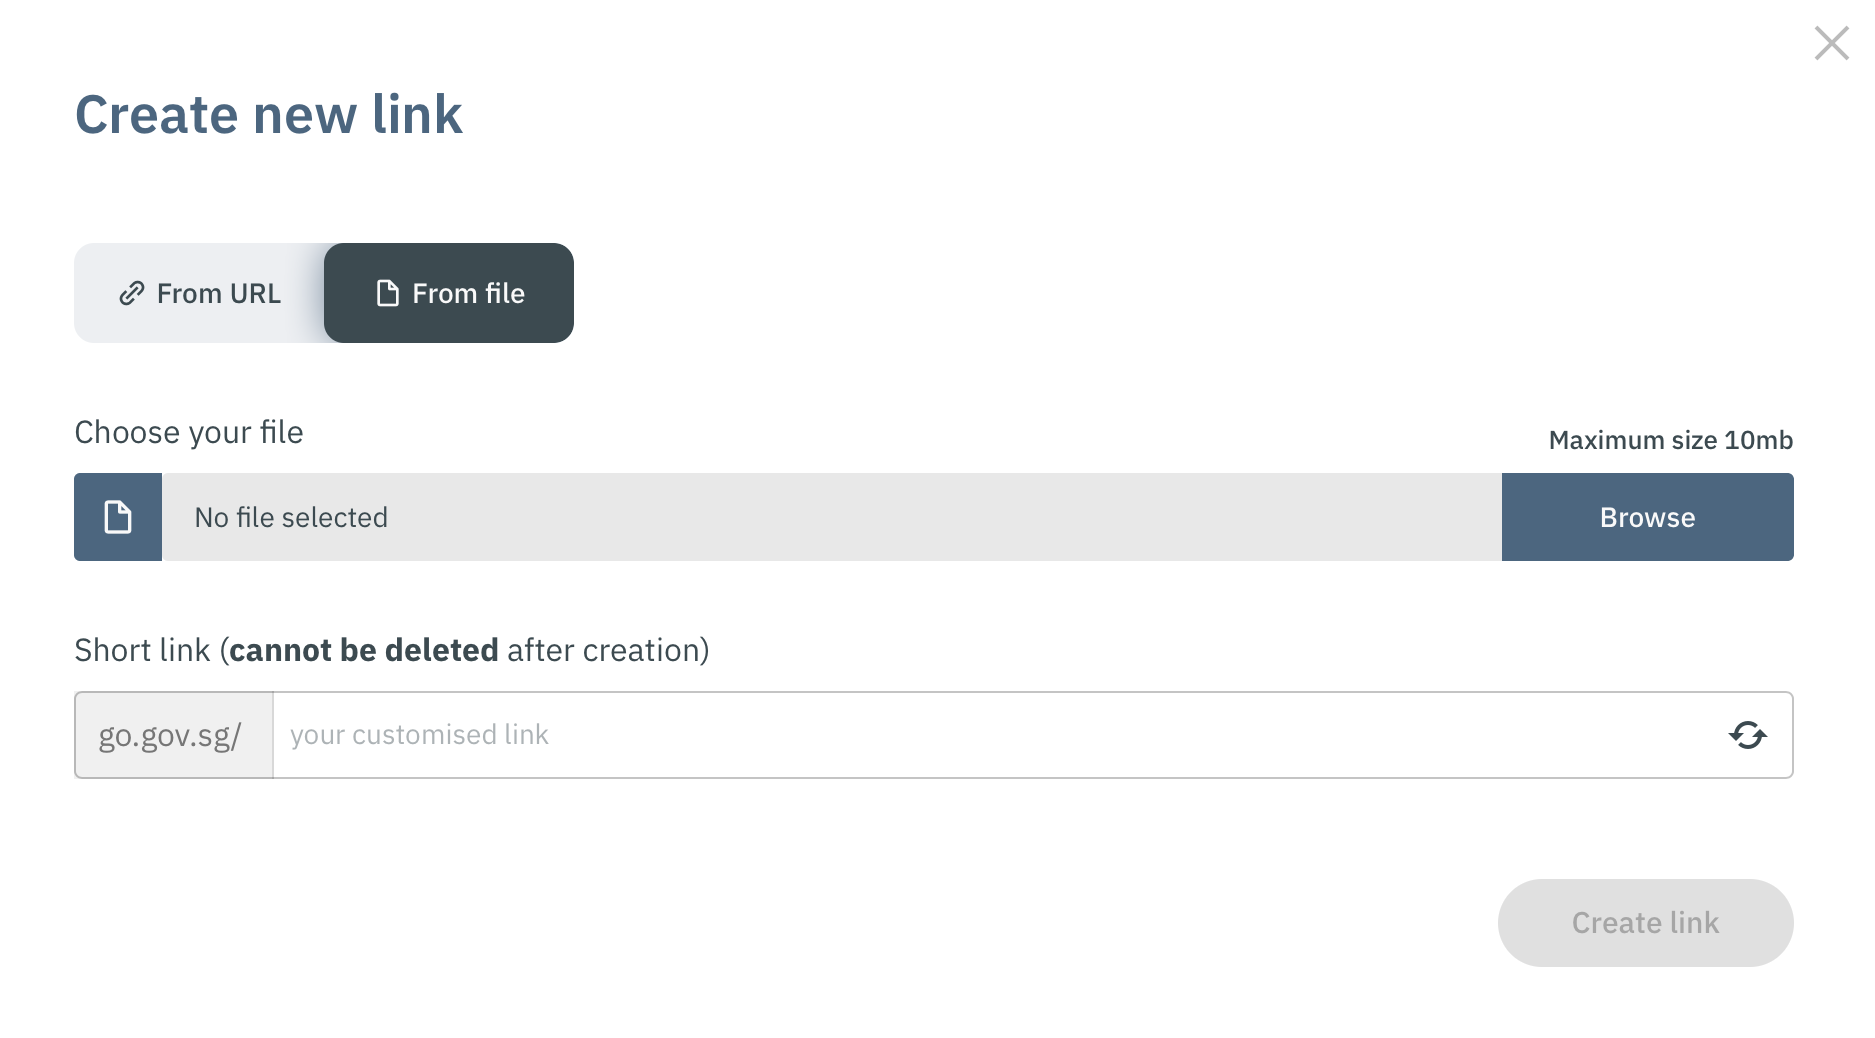 Create new link
From URL
From file
Choose your file
Maximum size 10mb
No file selected
Browse
Short link (cannot be deleted after creation)
go.gov.sg/
your customised link
Create link